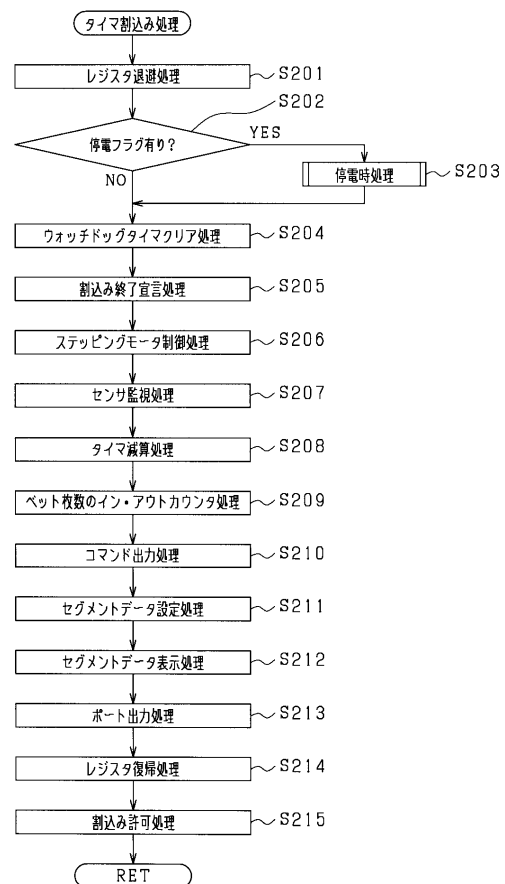 タイマ割込み処理
レジスタ退避処理 S201
S202
停電フラグ有り?
YES
停電時処理 S203
NO
ウォッチドッグタイマクリア処理 S204
割込み終了宣言処理 S205
ステッピングモータ制御処理 S206
センサ監視処理 S207
タイマ減算処理 S208
ベット枚数のイン・アウトカウンタ処理 S209
コマンド出力処理 S210
セグメントデータ設定処理 S211
セグメントデータ表示処理 S212
ポート出力処理 S213
レジスタ復帰処理 S214
割込み許可処理 S215
RET